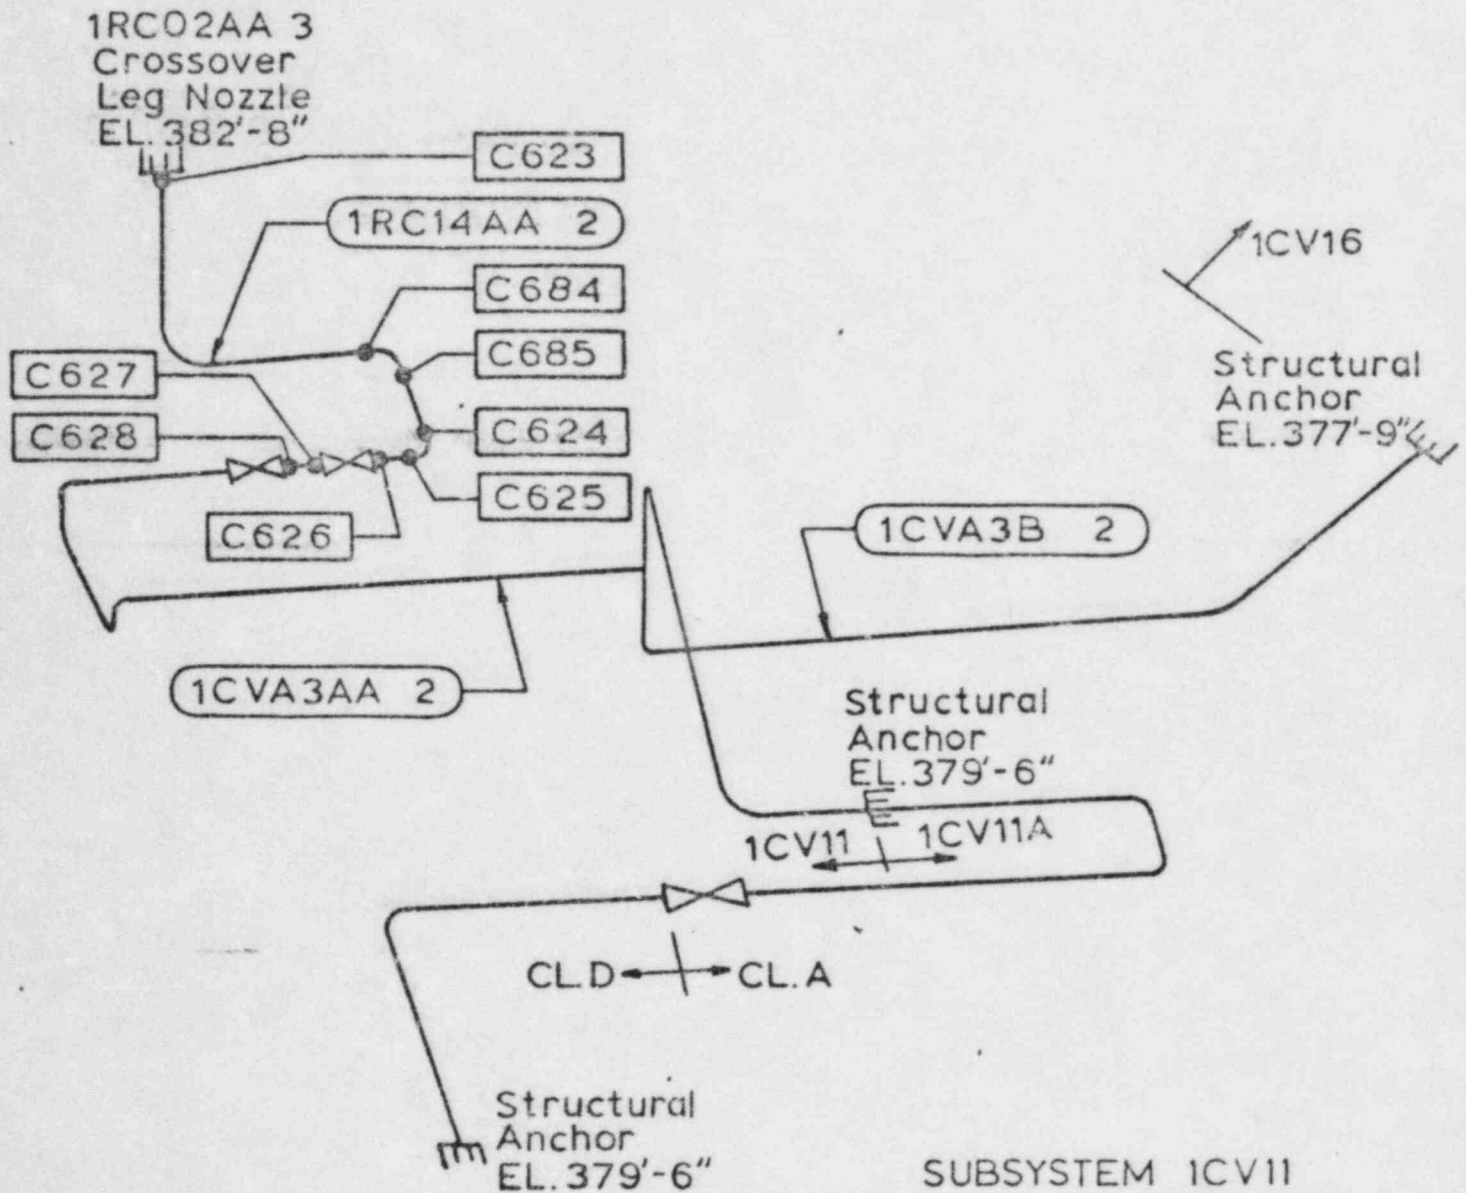 1RC02AA 3
Crossover
Leg Nozzle
EL.382'-8"
C623
1RC14AA 2
1CV16
C684
C685
Structural
Anchor
EL.377'-9"
C627
C628
C624
C625
C626
1CVA3B 2
1CVA3AA 2
Structural
Anchor
EL.379'-6"
1CV11
1CV11A
CL.D
CL.A
Structural
Anchor
EL.379'-6"
SUBSYSTEM 1CV11